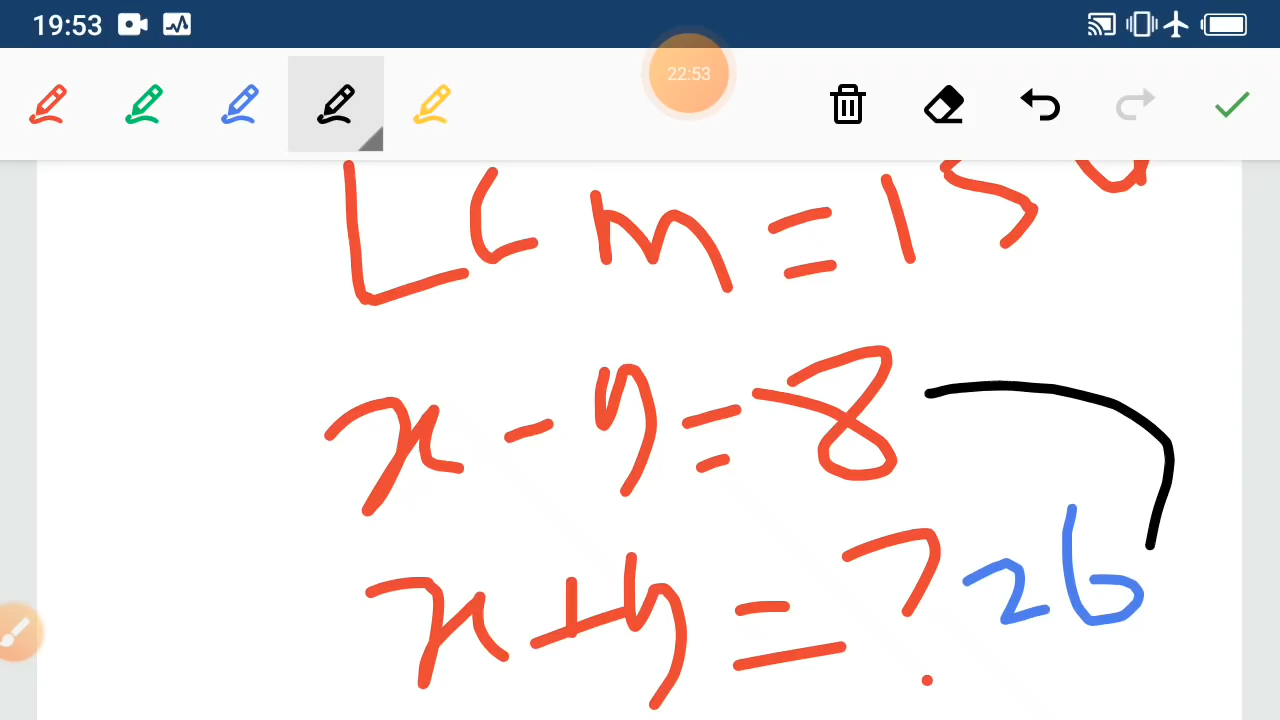 19:53
22:53
LCm = 15
x - y = 8
x + y = ? 26